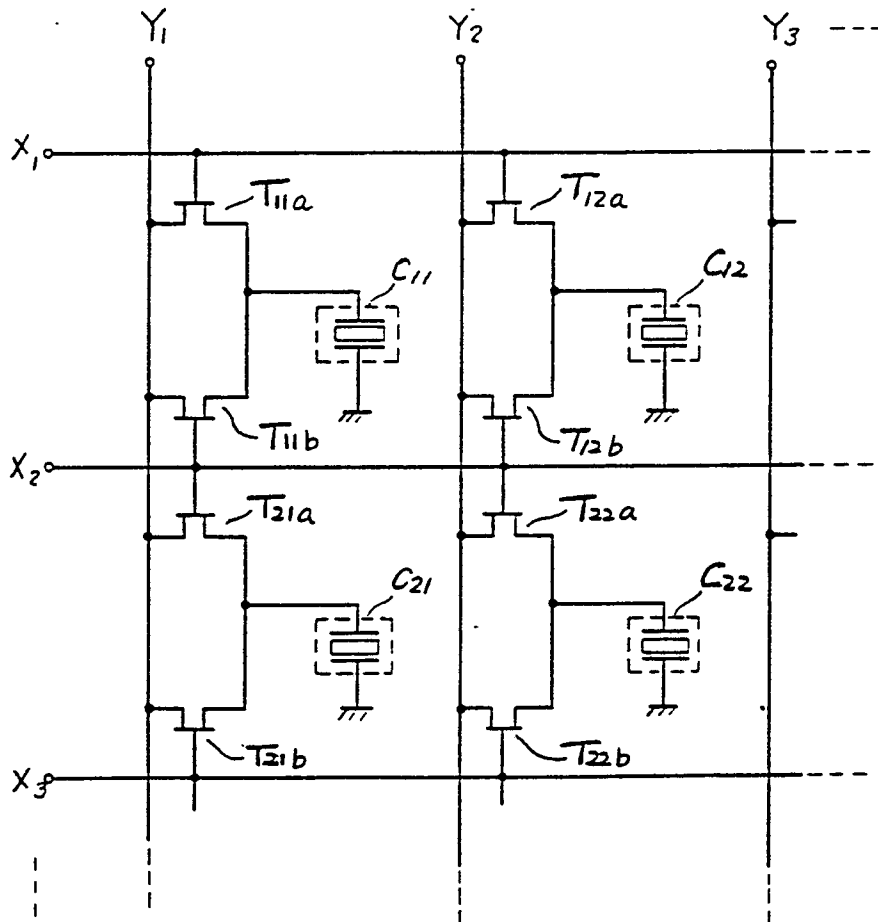 Y1 Y2 Y3
X1
T11a T12a
C11 C12
T11b T12b
X2
T21a T22a
C21 C22
T21b T22b
X3